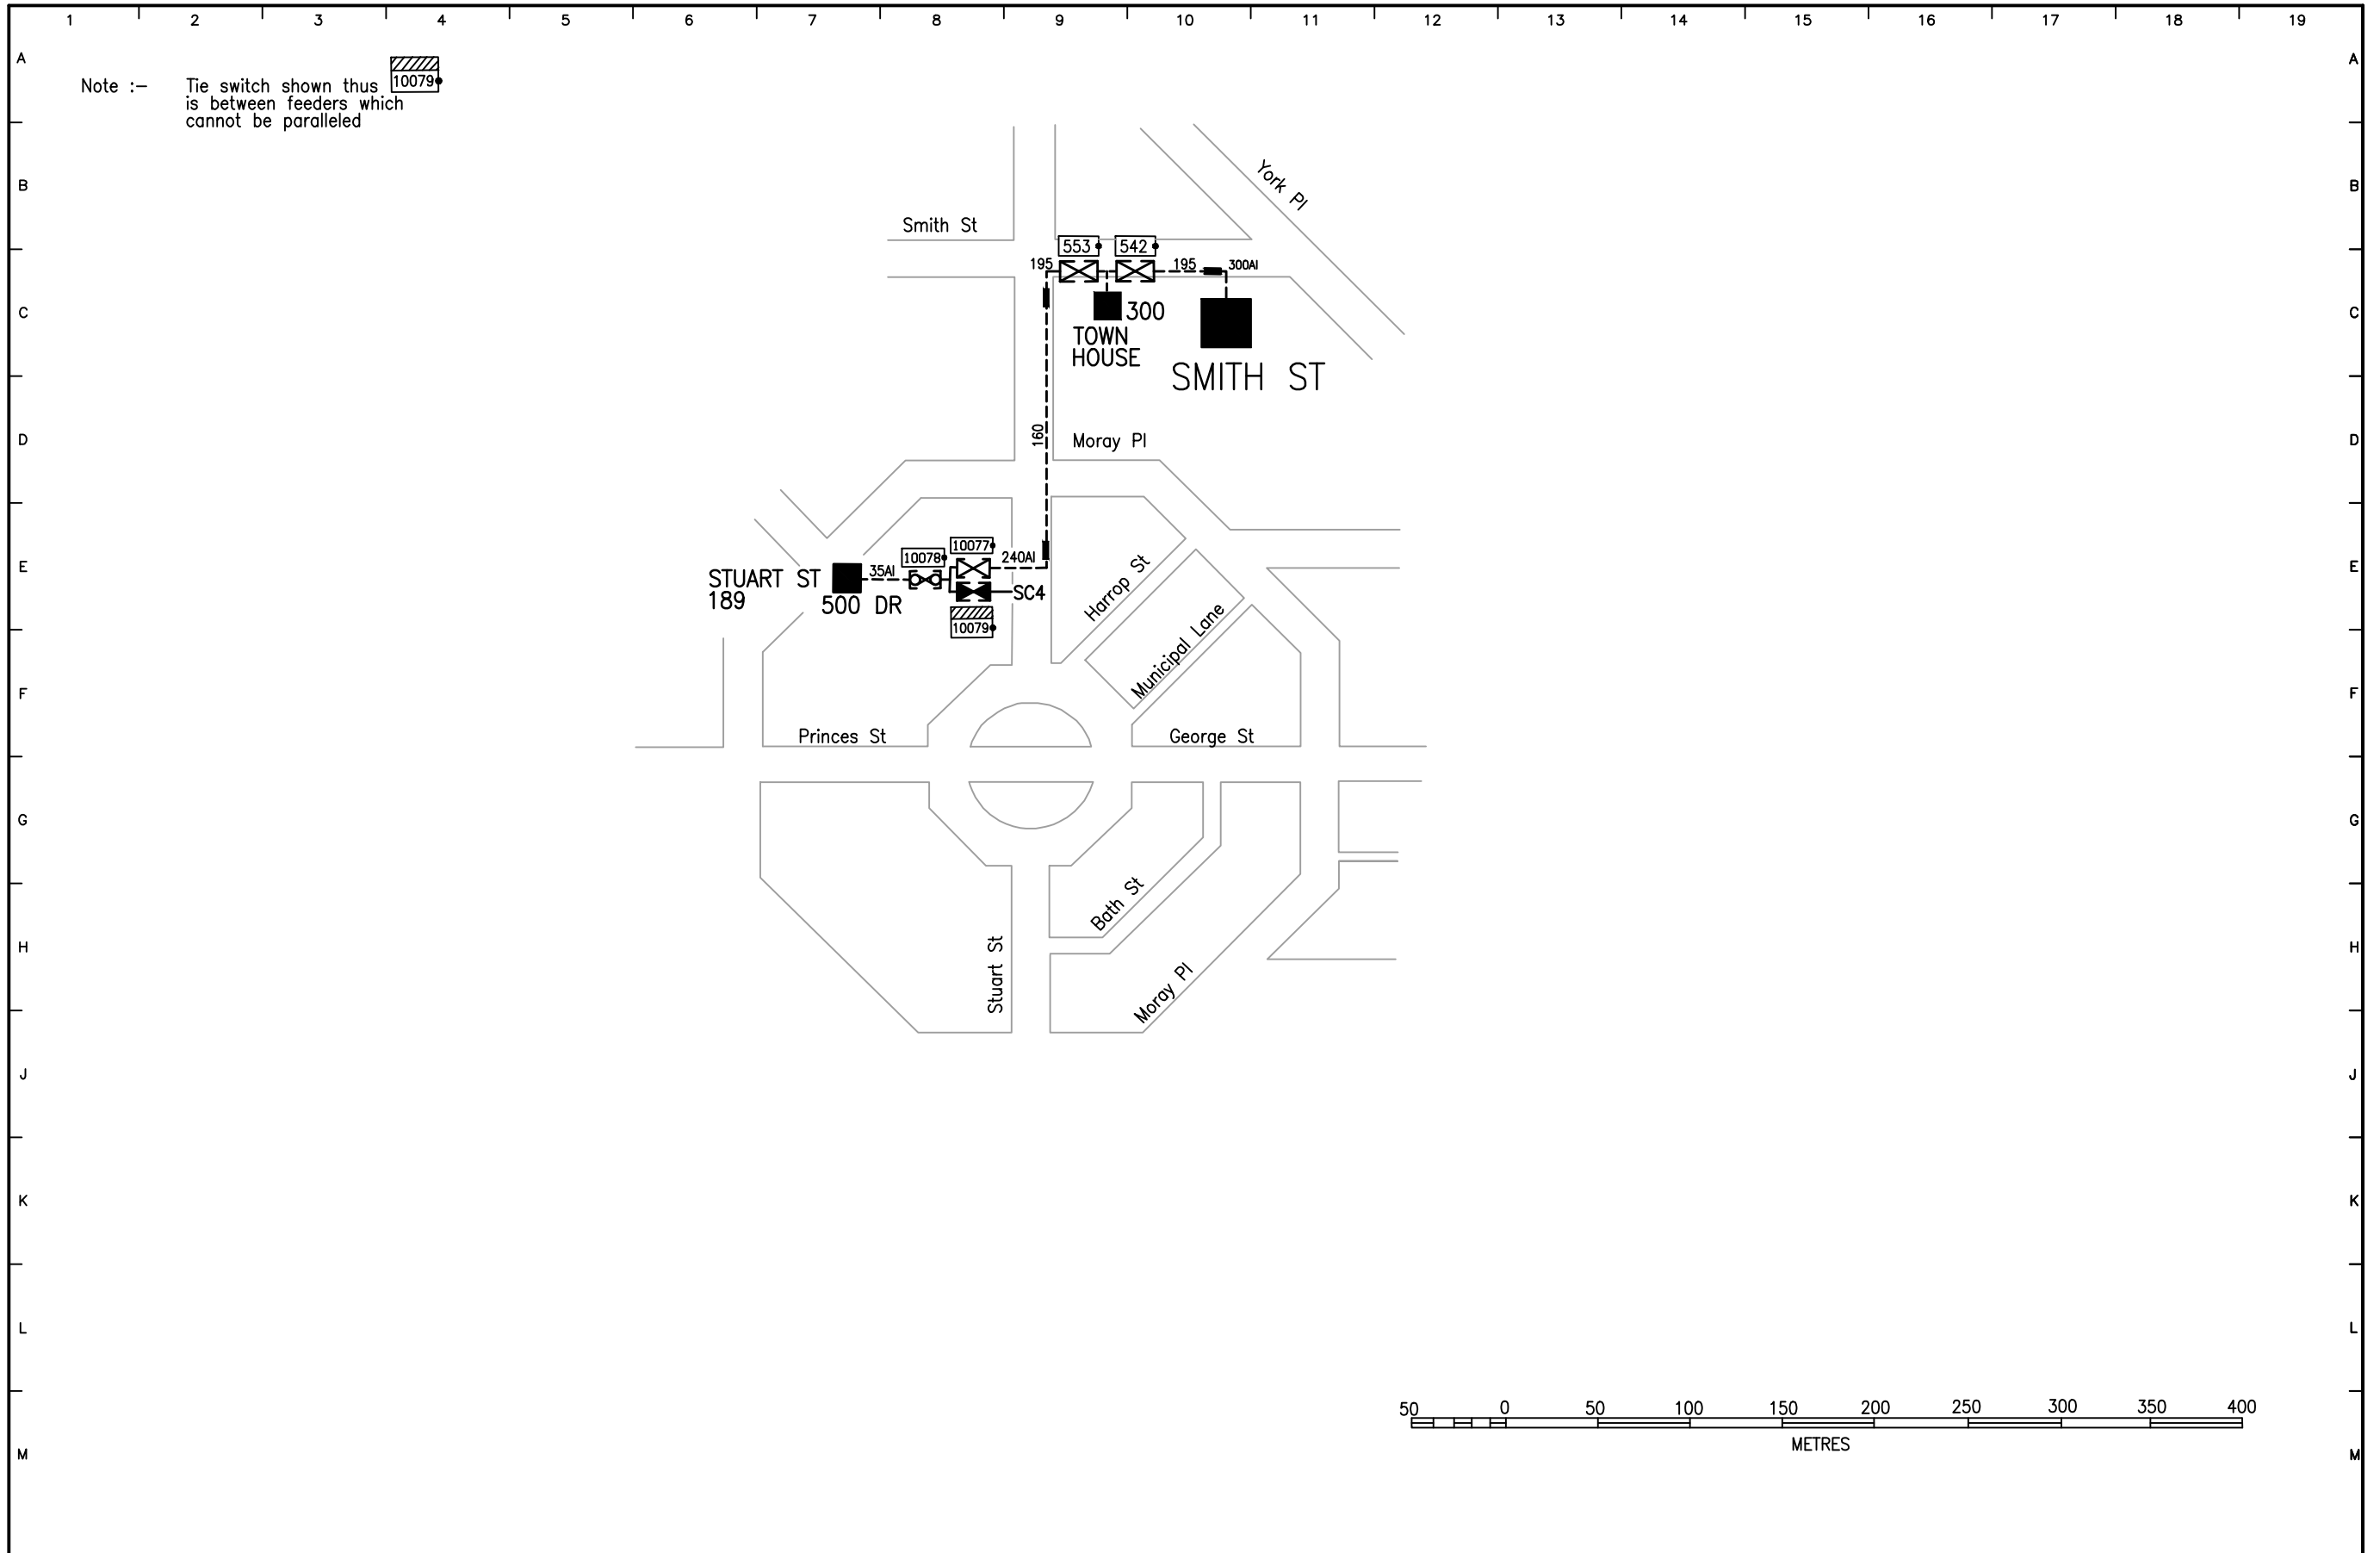 1 2 3 4 5 6 7 8 9 10 11 12 13 14 15 16 17 18 19
A A
Note :- Tie switch shown thus 10079
is between feeders which
cannot be paralleled
York Pl
B B
Smith St
553 542
195 195 300Al
C C
300
TOWN
HOUSE
SMITH ST
160
D D
Moray Pl
10077
10078
240Al
E E
35Al
STUART ST
189
500 DR
SC4
10079
Harrop St
Municipal Lane
F F
Princes St
George St
G G
Bath St
H H
Stuart St
Moray Pl
J J
K K
L L
50 0 50 100 150 200 250 300 350 400
METRES
M M